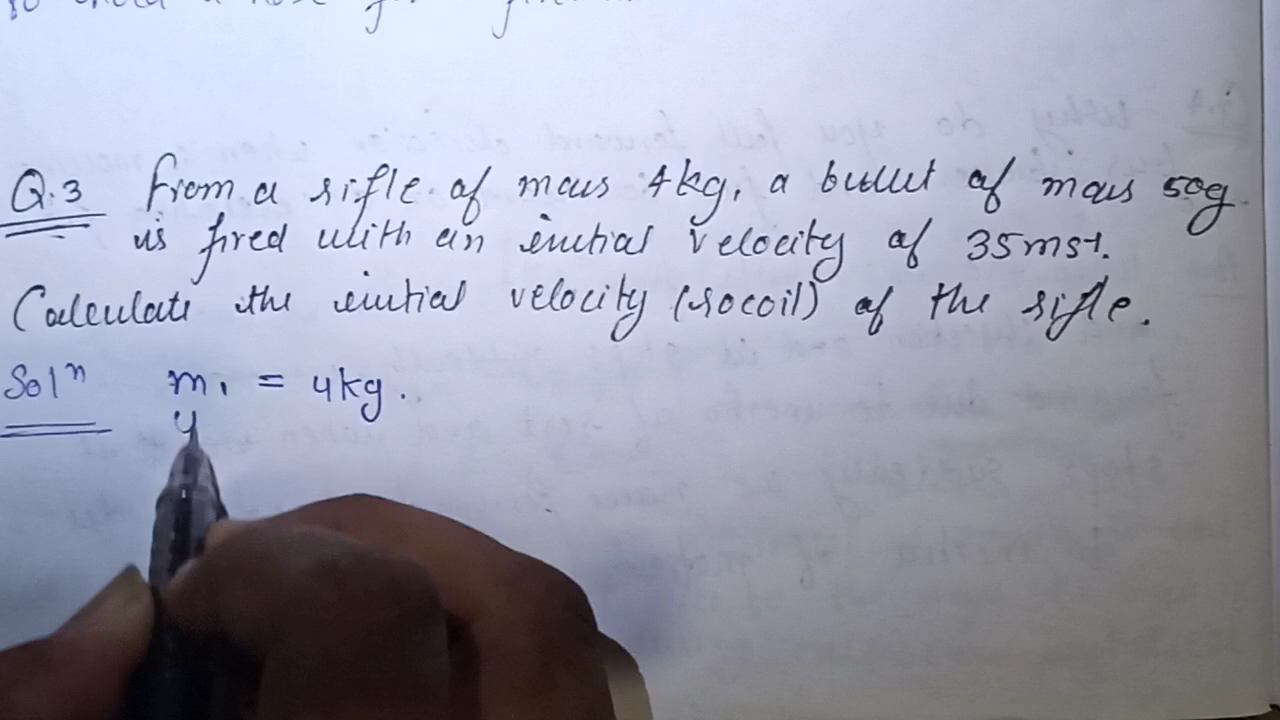 Q.3 From a rifle of mass 4kg, a bullet of mass 50g
is fired with an initial velocity of 35ms-1.
Calculate the initial velocity (recoil) of the rifle.
Solⁿ m₁ = 4kg.
u